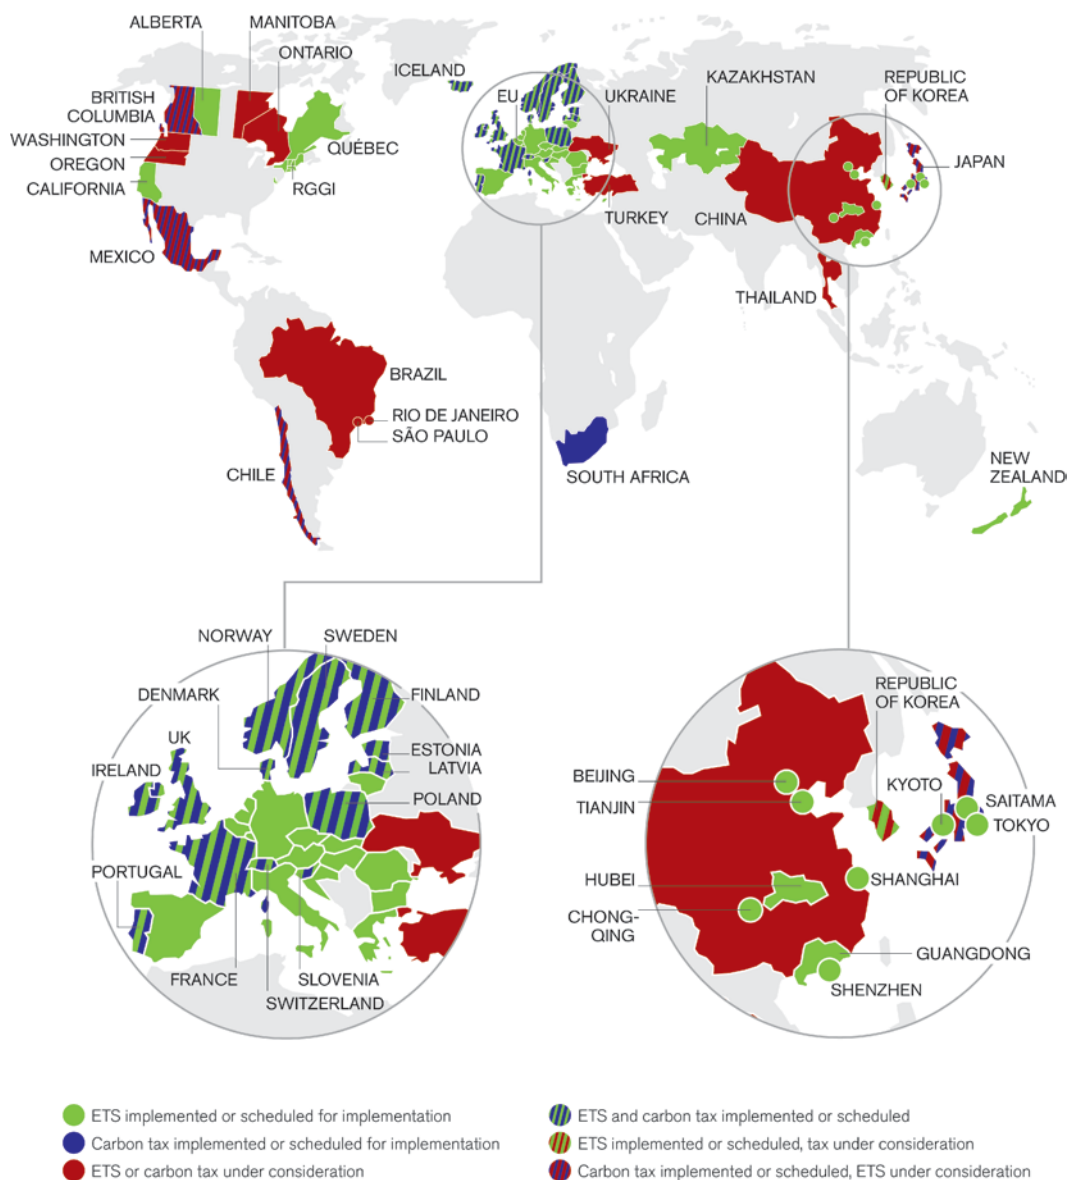 ALBERTA
MANITOBA
ONTARIO
ICELAND
BRITISH
COLUMBIA
WASHINGTON
OREGON
CALIFORNIA
QUÉBEC
RGGI
MEXICO
EU
UKRAINE
KAZAKHSTAN
REPUBLIC
OF KOREA
JAPAN
TURKEY
CHINA
THAILAND
BRAZIL
RIO DE JANEIRO
SÃO PAULO
CHILE
SOUTH AFRICA
NEW
ZEALAND
NORWAY
SWEDEN
DENMARK
FINLAND
UK
IRELAND
ESTONIA
LATVIA
POLAND
PORTUGAL
FRANCE
SLOVENIA
SWITZERLAND
REPUBLIC
OF KOREA
BEIJING
TIANJIN
KYOTO
SAITAMA
TOKYO
HUBEI
SHANGHAI
CHONG-
QING
GUANGDONG
SHENZHEN
ETS implemented or scheduled for implementation
Carbon tax implemented or scheduled for implementation
ETS or carbon tax under consideration
ETS and carbon tax implemented or scheduled
ETS implemented or scheduled, tax under consideration
Carbon tax implemented or scheduled, ETS under consideration